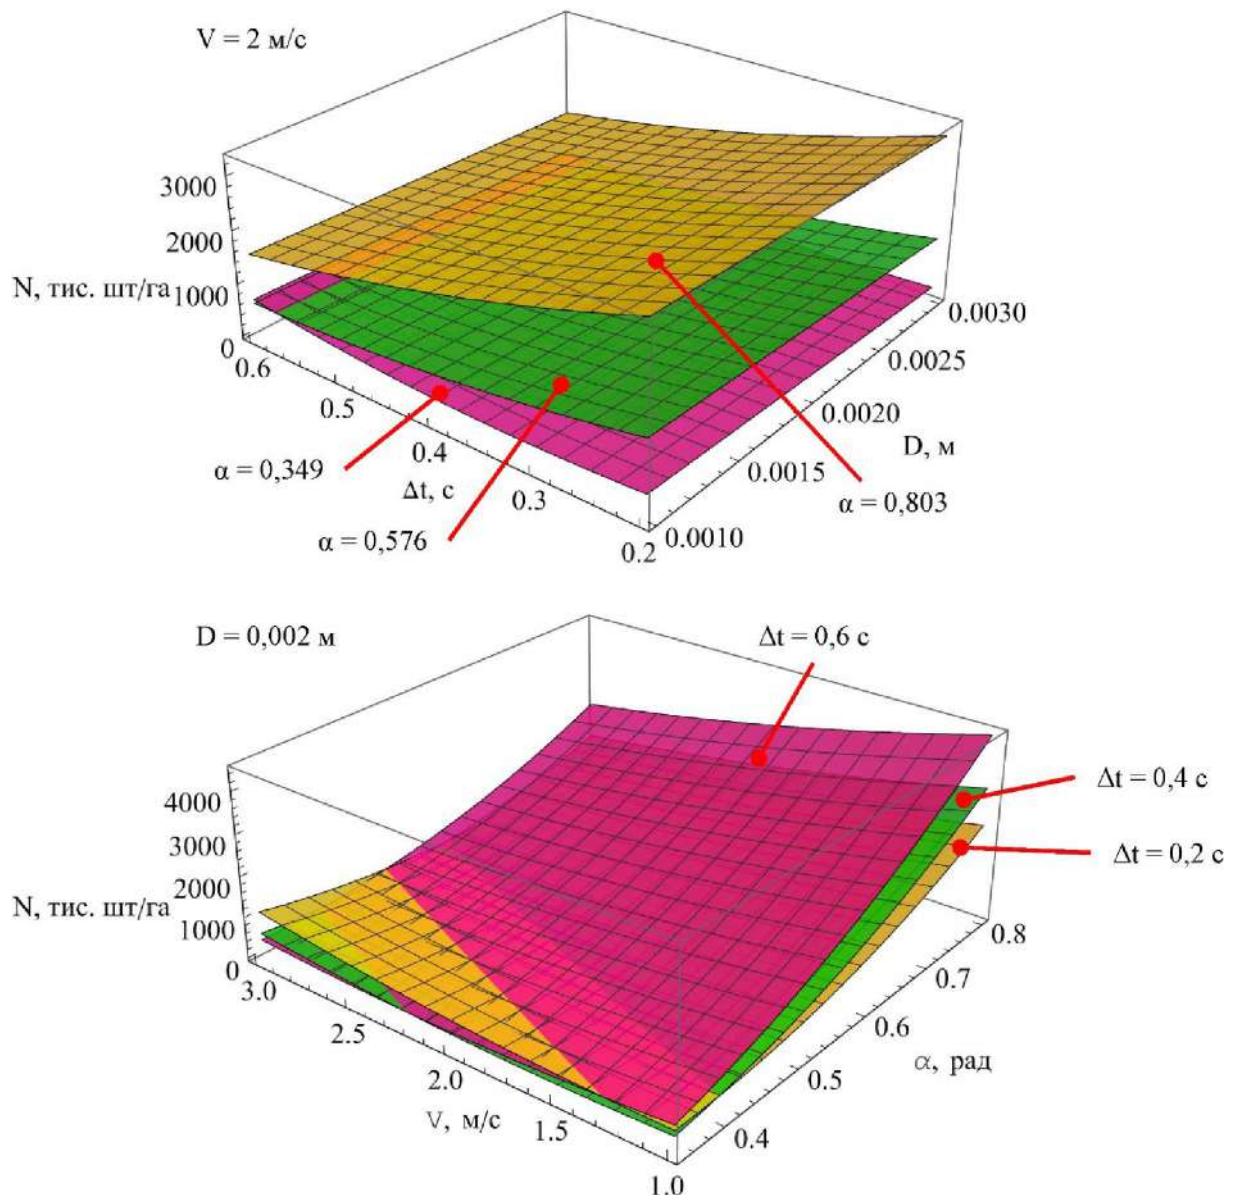 V = 2 м/с
3000
2000
N, тис. шт/га 1000
0
0.6
0.5
0.4
0.3
0.2
Δt, с
0.0010
0.0015
0.0020
0.0025
0.0030
D, м
α = 0,349
α = 0,576
α = 0,803
D = 0,002 м
Δt = 0,6 с
Δt = 0,4 с
Δt = 0,2 с
4000
3000
2000
N, тис. шт/га 1000
0
3.0
2.5
2.0
1.5
1.0
V, м/с
0.4
0.5
0.6
0.7
0.8
α, рад